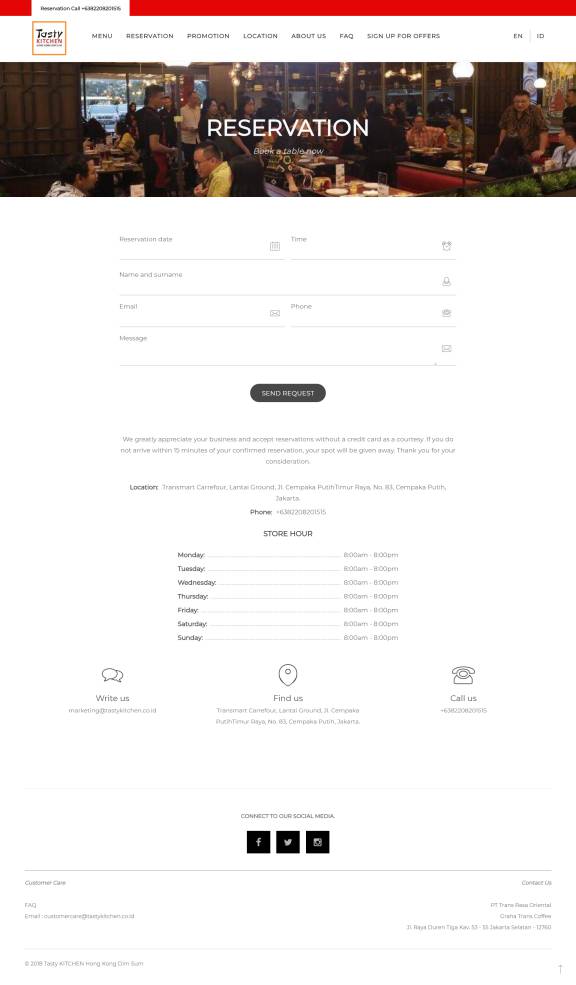 Reservation Call +6382208201515
Tasty
KITCHEN
HONG KONG DIM SUM
MENU RESERVATION PROMOTION LOCATION ABOUT US FAQ SIGN UP FOR OFFERS EN ID
RESERVATION
Book a table now
Reservation date Time
Name and surname
Email Phone
Message
SEND REQUEST
We greatly appreciate your business and accept reservations without a credit card as a courtesy. If you do
not arrive within 15 minutes of your confirmed reservation, your spot will be given away. Thank you for your
consideration.
Location: .Transmart Carrefour, Lantai Ground, Jl. Cempaka PutihTimur Raya, No. 83, Cempaka Putih,
Jakarta.
Phone: +6382208201515
STORE HOUR
Monday: 8:00am - 8:00pm
Tuesday: 8:00am - 8:00pm
Wednesday: 8:00am - 8:00pm
Thursday: 8:00am - 8:00pm
Friday: 8:00am - 8:00pm
Saturday: 8:00am - 8:00pm
Sunday: 8:00am - 8:00pm
Write us Find us Call us
marketing@tastykitchen.co.id Transmart Carrefour, Lantai Ground, Jl. Cempaka +6382208201515
PutihTimur Raya, No. 83, Cempaka Putih, Jakarta.
CONNECT TO OUR SOCIAL MEDIA.
Customer Care Contact Us
FAQ PT Trans Rasa Oriental
Email : customercare@tastykitchen.co.id Graha Trans Coffee
Jl. Raya Duren Tiga Kav. 53 - 55 Jakarta Selatan - 12760
© 2018 Tasty KITCHEN Hong Kong Dim Sum